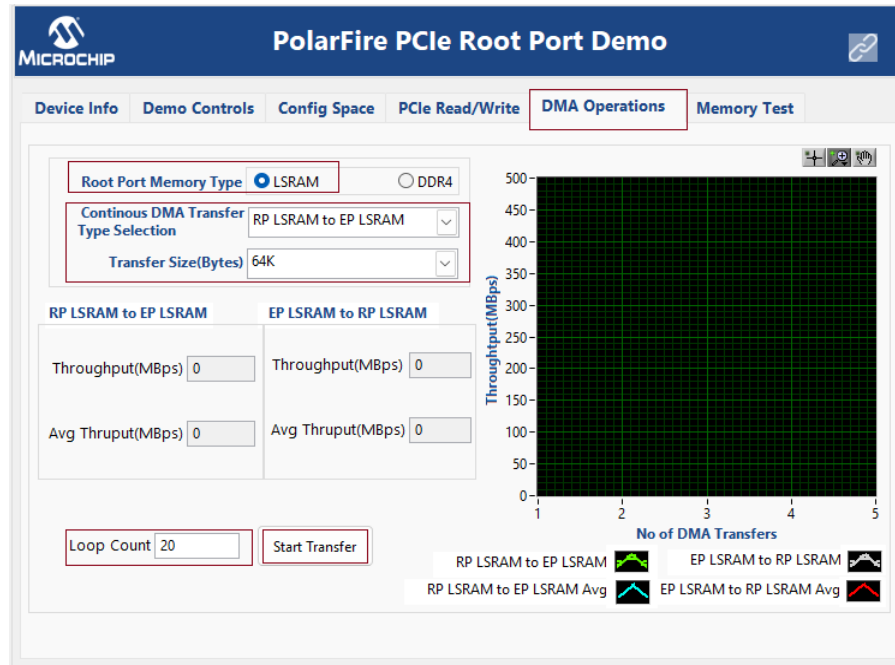 MICROCHIP
PolarFire PCIe Root Port Demo
Device Info Demo Controls Config Space PCIe Read/Write DMA Operations Memory Test
Root Port Memory Type LSRAM DDR4
Continous DMA Transfer
Type Selection
RP LSRAM to EP LSRAM
Transfer Size(Bytes) 64K
RP LSRAM to EP LSRAM
Throughput(MBps) 0
Avg Thruput(MBps) 0
EP LSRAM to RP LSRAM
Throughput(MBps) 0
Avg Thruput(MBps) 0
Loop Count 20
Start Transfer
Throughtput(MBps)
500
450
400
350
300
250
200
150
100
50
0
1 2 3 4 5
No of DMA Transfers
RP LSRAM to EP LSRAM EP LSRAM to RP LSRAM
RP LSRAM to EP LSRAM Avg EP LSRAM to RP LSRAM Avg